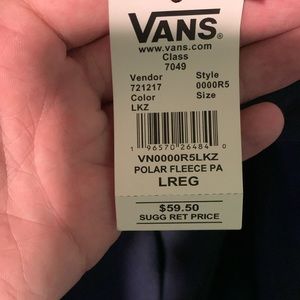 VANS
www.vans.com
Class
7049
Vendor Style
721217 0000R5
Color Size
LKZ
1 96570 26484 0
VN0000R5LKZ
POLAR FLEECE PA
LREG
$59.50
SUGG RET PRICE